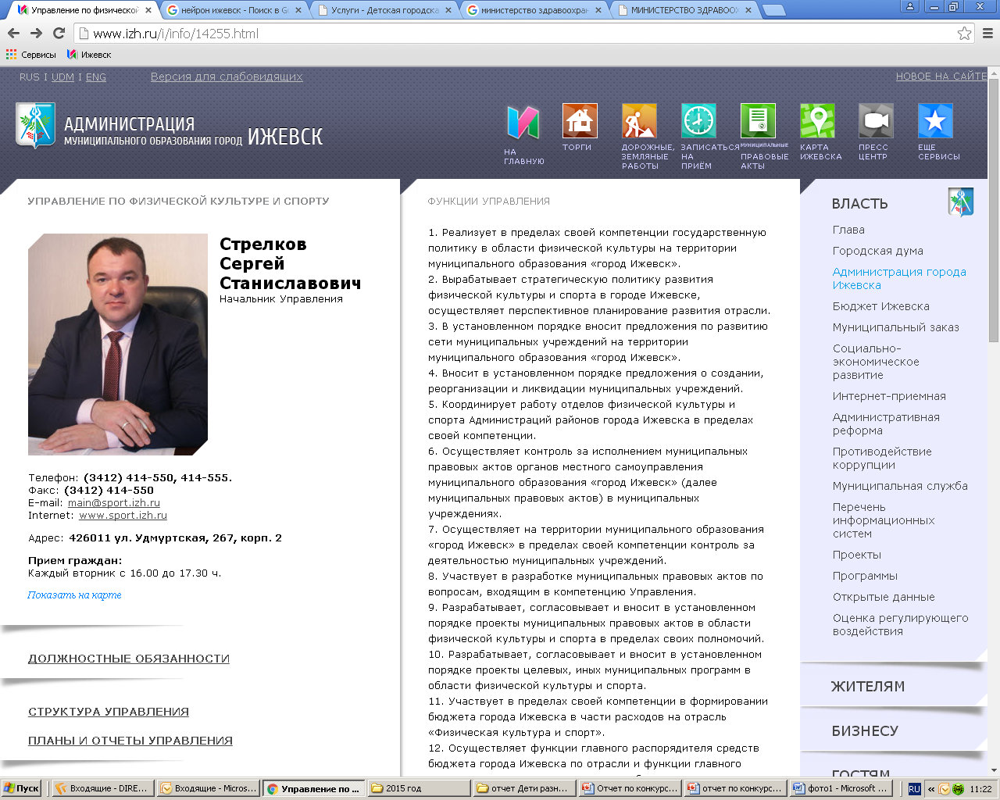 Управление по физической
нейрон ижевск - Поиск в Go
Услуги - Детская городска
министерство здравоохран
МИНИСТЕРСТВО ЗДРАВООХ
www.izh.ru/i/info/14255.html
Сервисы
Ижевск
RUS I UDM I ENG
Версия для слабовидящих
НОВОЕ НА САЙТЕ
АДМИНИСТРАЦИЯ
МУНИЦИПАЛЬНОГО ОБРАЗОВАНИЯ ГОРОД ИЖЕВСК
НА
ГЛАВНУЮ
ТОРГИ
ДОРОЖНЫЕ,
ЗЕМЛЯНЫЕ
РАБОТЫ
ЗАПИСАТЬСЯ
НА
ПРИЁМ
МУНИЦИПАЛЬНЫЕ
ПРАВОВЫЕ
АКТЫ
КАРТА
ИЖЕВСКА
ПРЕСС
ЦЕНТР
ЕЩЕ
СЕРВИСЫ
УПРАВЛЕНИЕ ПО ФИЗИЧЕСКОЙ КУЛЬТУРЕ И СПОРТУ
Стрелков
Сергей
Станиславович
Начальник Управления
Телефон: (3412) 414-550, 414-555.
Факс: (3412) 414-550
E-mail: main@sport.izh.ru
Internet: www.sport.izh.ru
Адрес: 426011 ул. Удмуртская, 267, корп. 2
Прием граждан:
Каждый вторник с 16.00 до 17.30 ч.
Показать на карте
ДОЛЖНОСТНЫЕ ОБЯЗАННОСТИ
СТРУКТУРА УПРАВЛЕНИЯ
ПЛАНЫ И ОТЧЕТЫ УПРАВЛЕНИЯ
ФУНКЦИИ УПРАВЛЕНИЯ
1. Реализует в пределах своей компетенции государственную
политику в области физической культуры на территории
муниципального образования «город Ижевск».
2. Вырабатывает стратегическую политику развития
физической культуры и спорта в городе Ижевске,
осуществляет перспективное планирование развития отрасли.
3. В установленном порядке вносит предложения по развитию
сети муниципальных учреждений на территории
муниципального образования «город Ижевск».
4. Вносит в установленном порядке предложения о создании,
реорганизации и ликвидации муниципальных учреждений.
5. Координирует работу отделов физической культуры и
спорта Администраций районов города Ижевска в пределах
своей компетенции.
6. Осуществляет контроль за исполнением муниципальных
правовых актов органов местного самоуправления
муниципального образования «город Ижевск» (далее
муниципальных правовых актов) в муниципальных
учреждениях.
7. Осуществляет на территории муниципального образования
«город Ижевск» в пределах своей компетенции контроль за
деятельностью муниципальных учреждений.
8. Участвует в разработке муниципальных правовых актов по
вопросам, входящим в компетенцию Управления.
9. Разрабатывает, согласовывает и вносит в установленном
порядке проекты муниципальных правовых актов в области
физической культуры и спорта в пределах своих полномочий.
10. Разрабатывает, согласовывает и вносит в установленном
порядке проекты целевых, иных муниципальных программ в
области физической культуры и спорта.
11. Участвует в пределах своей компетенции в формировании
бюджета города Ижевска в части расходов на отрасль
«Физическая культура и спорт».
12. Осуществляет функции главного распорядителя средств
бюджета города Ижевска по отрасли и функции главного
ВЛАСТЬ
Глава
Городская дума
Администрация города
Ижевска
Бюджет Ижевска
Муниципальный заказ
Социально-
экономическое
развитие
Интернет-приемная
Административная
реформа
Противодействие
коррупции
Муниципальная служба
Перечень
информационных
систем
Проекты
Программы
Открытые данные
Оценка регулирующего
воздействия
ЖИТЕЛЯМ
БИЗНЕСУ
ГОСТЯМ
Пуск
Входящие - DIRE...
Входящие - Micros...
Управление по ...
2015 год
отчет Дети разн...
Отчет по конкурс...
отчет по конкурс...
фото1 - Microsoft ...
RU
11:22